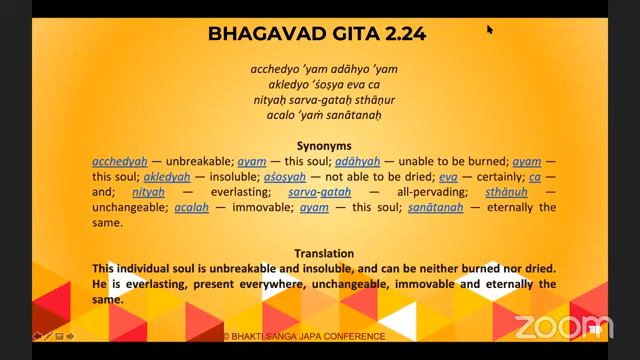 BHAGAVAD GITA 2.24
acchedyo ’yam adāhyo ’yam
akledyo ’śoṣya eva ca
nityaḥ sarva-gataḥ sthāṇur
acalo ’yaṁ sanātanaḥ
Synonyms
acchedyaḥ — unbreakable; ayam — this soul; adāhyaḥ — unable to be burned; ayam —
this soul; akledyaḥ — insoluble; aśoṣyaḥ — not able to be dried; eva — certainly; ca —
and; nityaḥ — everlasting; sarva-gataḥ — all-pervading; sthāṇuḥ —
unchangeable; acalaḥ — immovable; ayam — this soul; sanātanaḥ — eternally the
same.
Translation
This individual soul is unbreakable and insoluble, and can be neither burned nor dried.
He is everlasting, present everywhere, unchangeable, immovable and eternally the
same.
© BHAKTI SANGA JAPA CONFERENCE
zoom